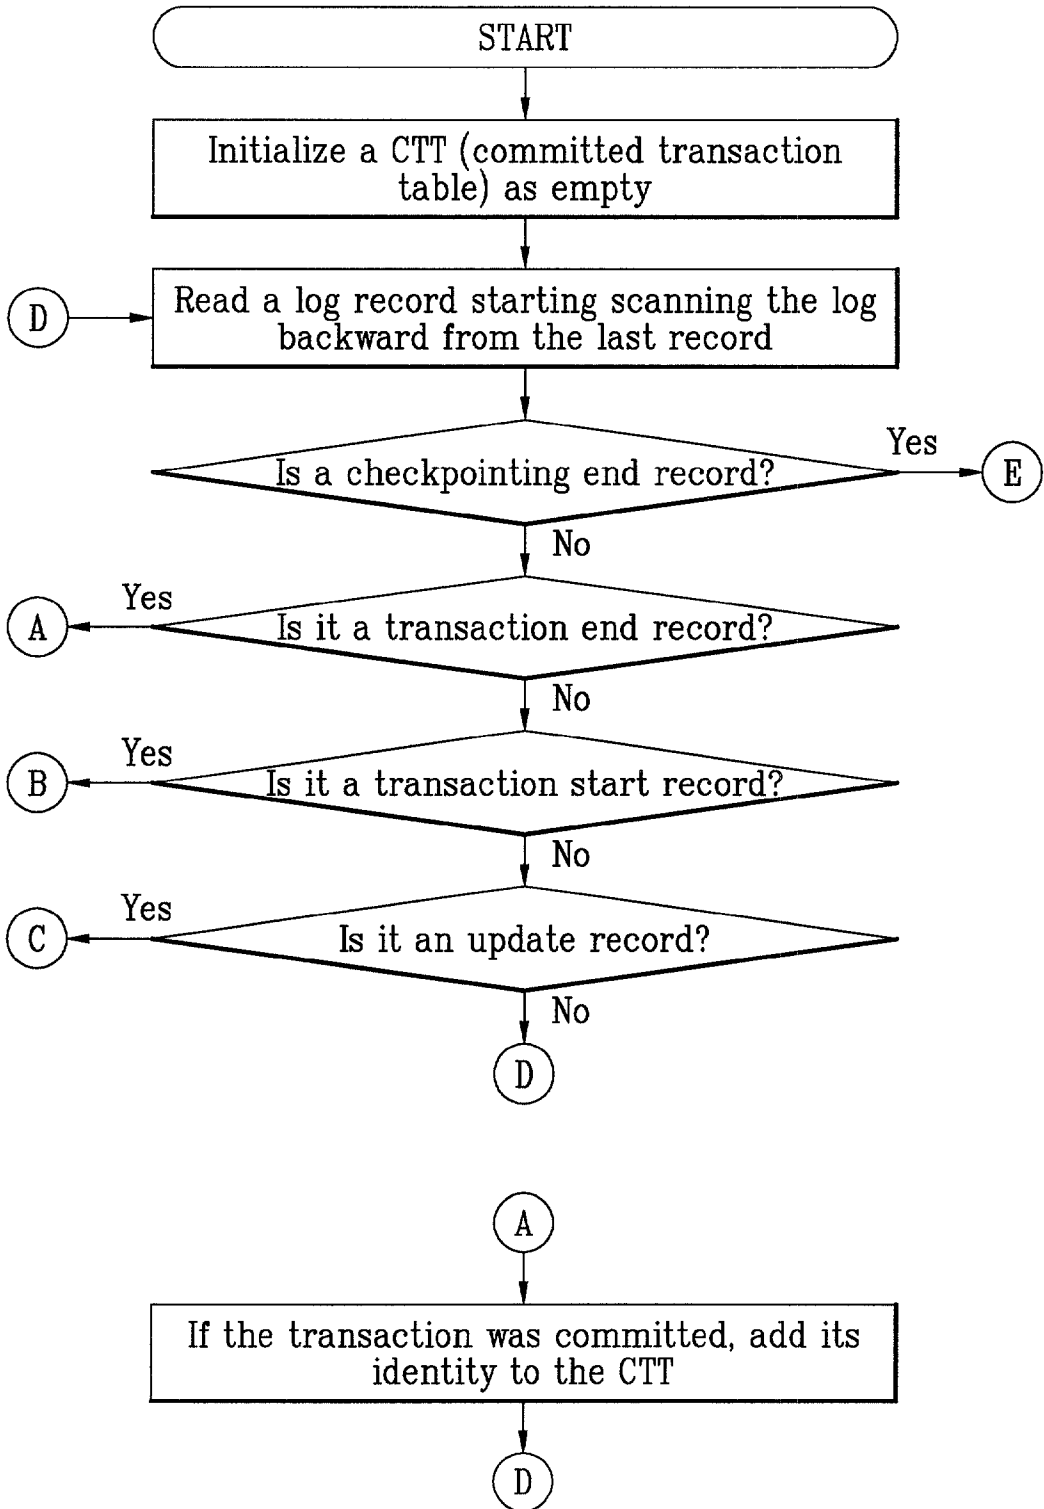 START
Initialize a CTT (committed transaction
table) as empty
D
Read a log record starting scanning the log
backward from the last record
Is a checkpointing end record?
Yes
E
No
Yes
A
Is it a transaction end record?
No
Yes
B
Is it a transaction start record?
No
Yes
C
Is it an update record?
No
D
A
If the transaction was committed, add its
identity to the CTT
D